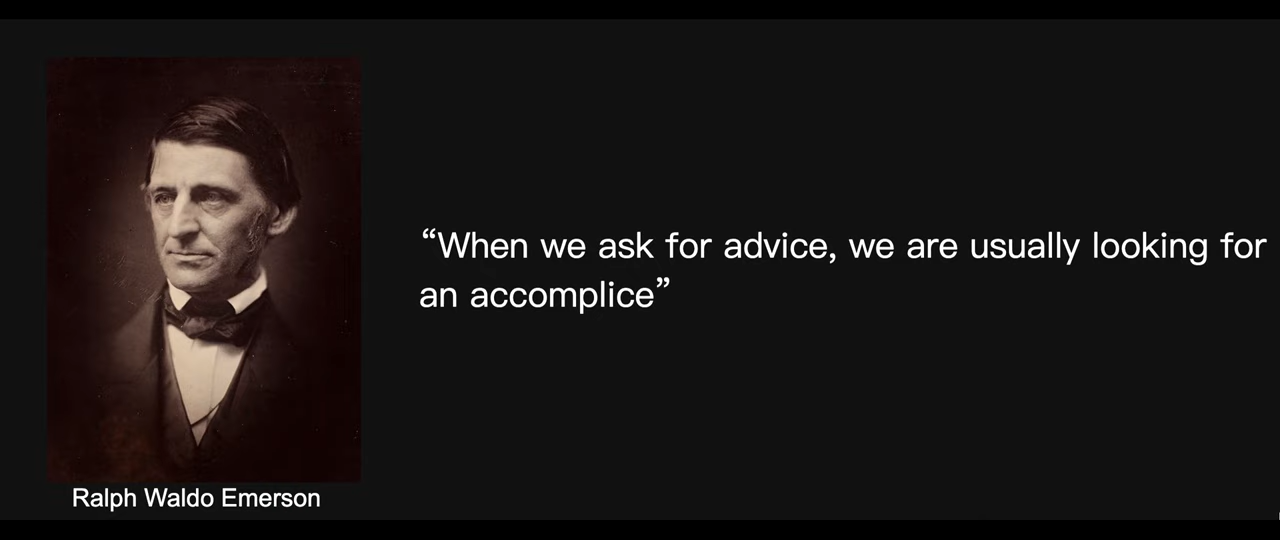 “When we ask for advice, we are usually looking for
an accomplice”
Ralph Waldo Emerson